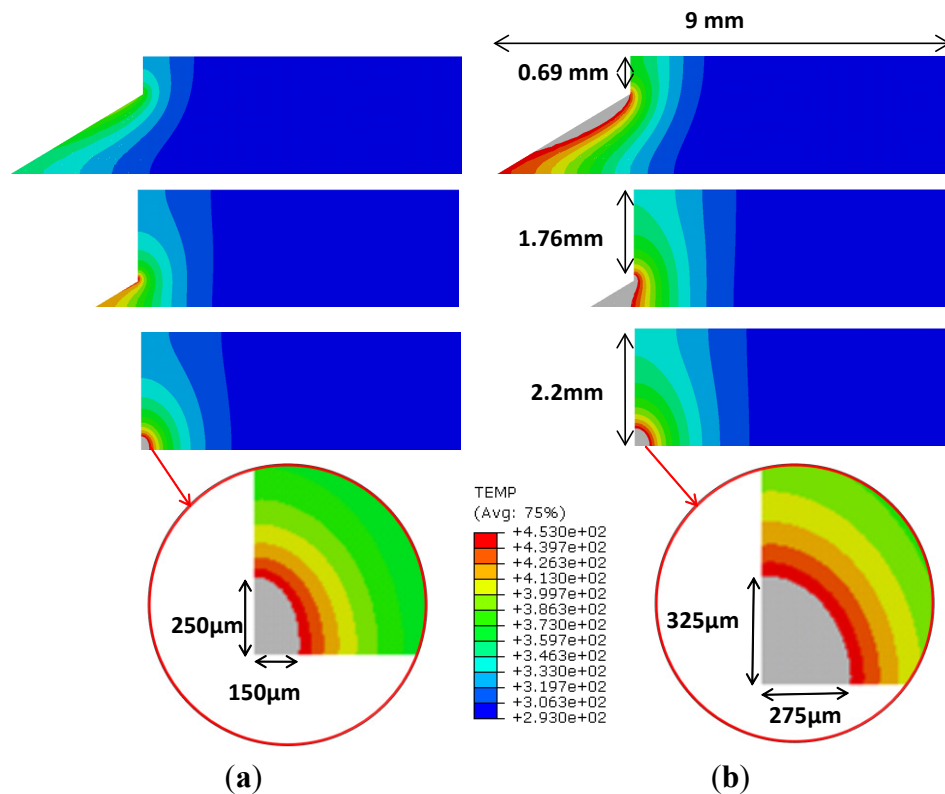 9 mm
0.69 mm
1.76mm
2.2mm
TEMP
(Avg: 75%)
+4.530e+02
+4.397e+02
+4.263e+02
+4.130e+02
+3.997e+02
+3.863e+02
+3.730e+02
+3.597e+02
+3.463e+02
+3.330e+02
+3.197e+02
+3.063e+02
+2.930e+02
250μm
150μm
325μm
275μm
(a)
(b)